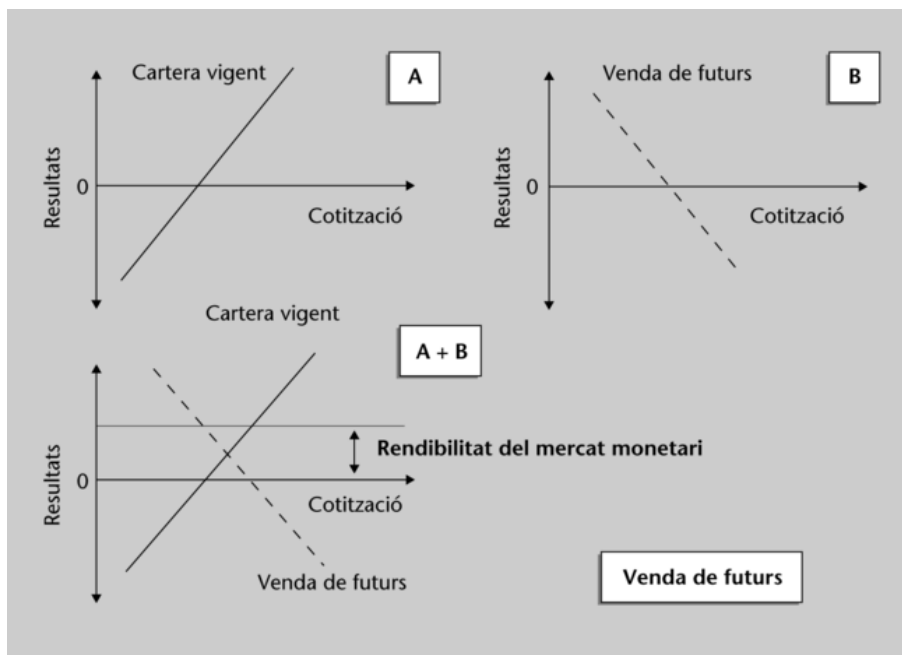 Cartera vigent
A
Resultats
0
Cotització
Venda de futurs
B
Resultats
0
Cotització
Cartera vigent
A + B
Resultats
0
Rendibilitat del mercat monetari
Cotització
Venda de futurs
Venda de futurs